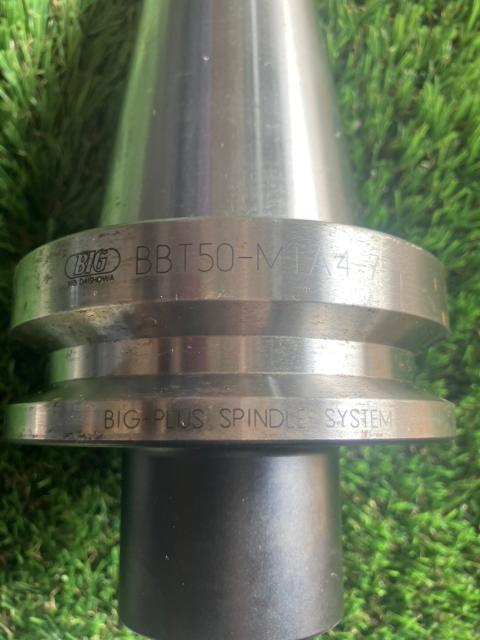 BIG BBT50-MTA4-7
BIG DAISHOWA
BIG-PLUS SPINDLE SYSTEM